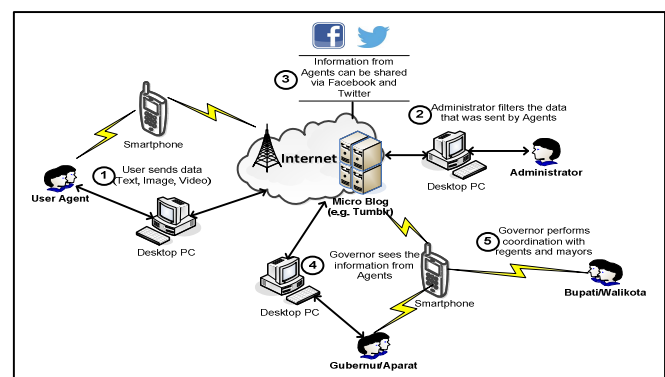 f
3
Information from
Agents can be shared
via Facebook and
Twitter
2
Administrator filters the data
that was sent by Agents
Smartphone
Internet
Desktop PC
Administrator
1
User sends data
(Text, Image, Video)
User Agent
Desktop PC
Micro Blog
(e.g. Tumblr)
4
Governor sees the
information from
Agents
Desktop PC
Smartphone
5
Governor performs
coordination with
regents and mayors
Bupati/Walikota
Gubernur/Aparat